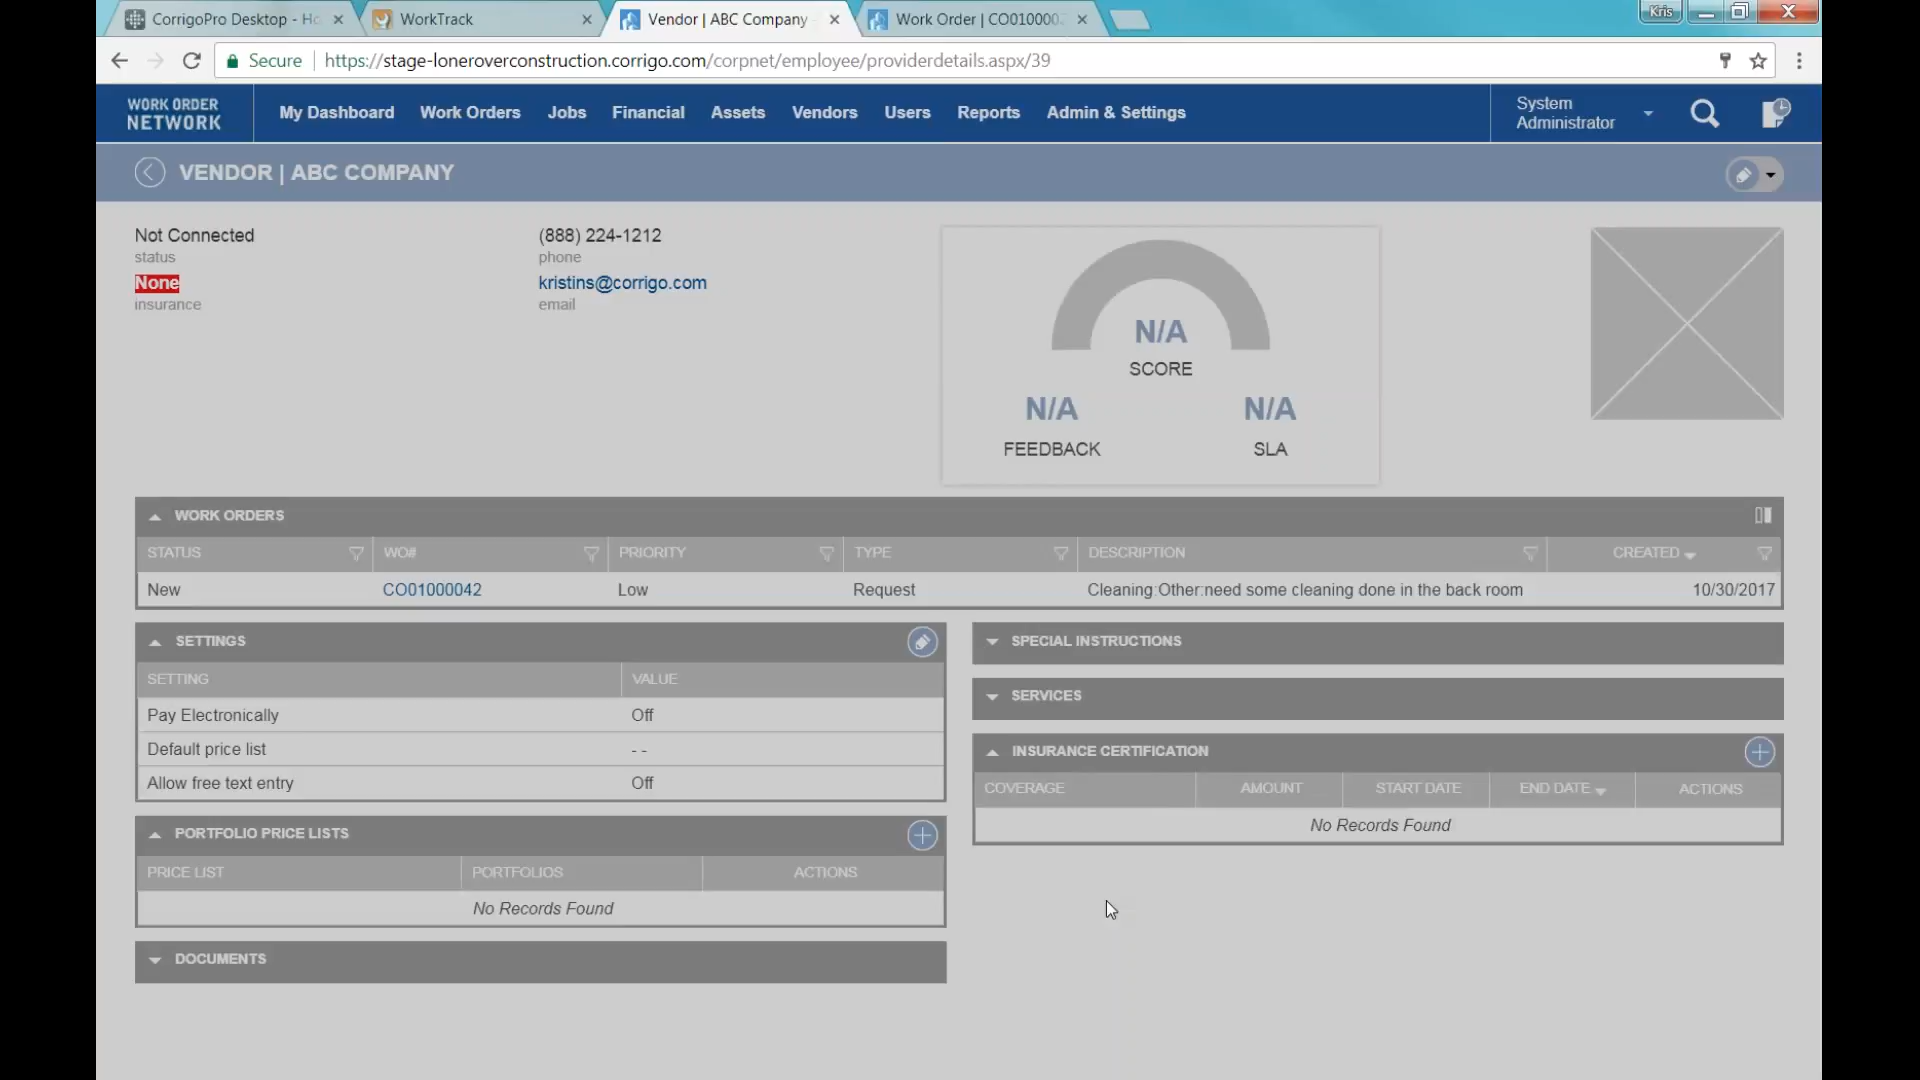 CorrigoPro Desktop - Ho
WorkTrack
Vendor | ABC Company
Work Order | CO010000
Kris
Secure
https://stage-loneroverconstruction.corrigo.com/corpnet/employee/providerdetails.aspx/39
WORK ORDER
NETWORK
My Dashboard
Work Orders
Jobs
Financial
Assets
Vendors
Users
Reports
Admin & Settings
System
Administrator
VENDOR | ABC COMPANY
Not Connected
status
None
insurance
(888) 224-1212
phone
kristins@corrigo.com
email
N/A
SCORE
N/A
FEEDBACK
N/A
SLA
WORK ORDERS
STATUS WO# PRIORITY TYPE DESCRIPTION CREATED
New CO01000042 Low Request Cleaning:Other:need some cleaning done in the back room 10/30/2017
SETTINGS
SETTING VALUE
Pay Electronically Off
Default price list - -
Allow free text entry Off
PORTFOLIO PRICE LISTS
PRICE LIST PORTFOLIOS ACTIONS
No Records Found
DOCUMENTS
SPECIAL INSTRUCTIONS
SERVICES
INSURANCE CERTIFICATION
COVERAGE AMOUNT START DATE END DATE ACTIONS
No Records Found